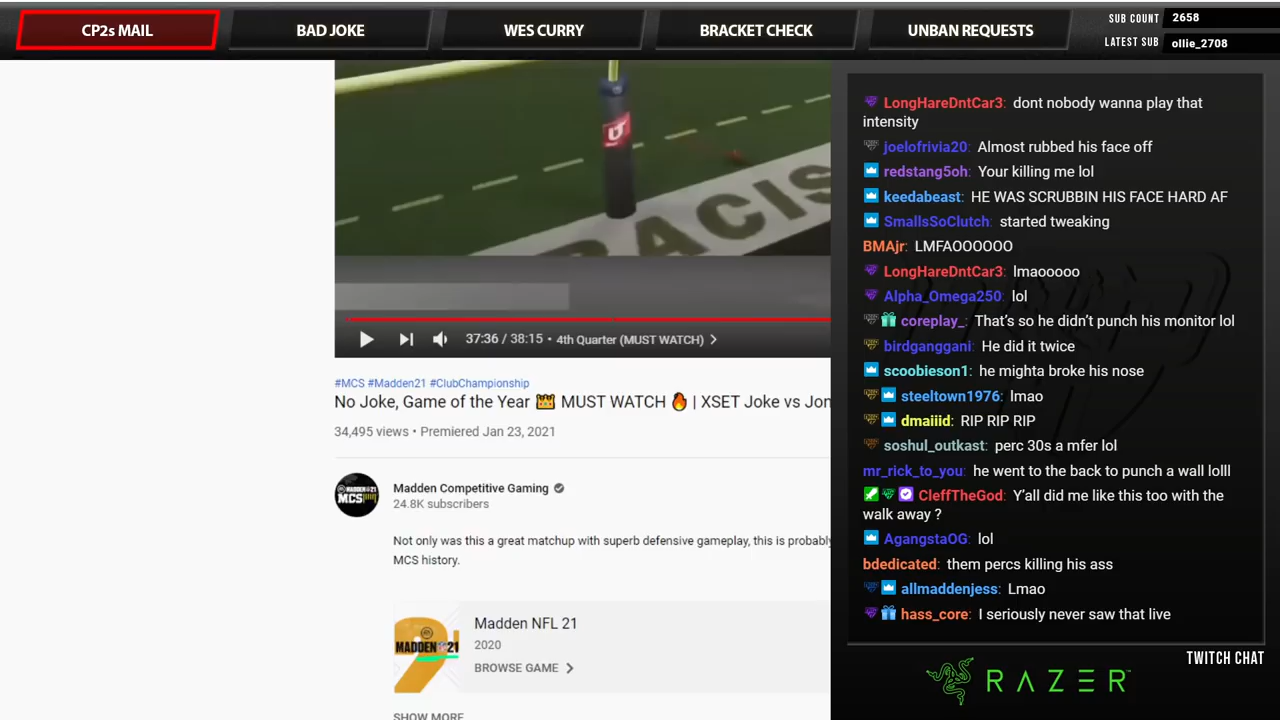 CP2s MAIL
BAD JOKE
WES CURRY
BRACKET CHECK
UNBAN REQUESTS
SUB COUNT 2658
LATEST SUB ollie_2708
RACIS
37:36 / 38:15 • 4th Quarter (MUST WATCH)
#MCS #Madden21 #ClubChampionship
No Joke, Game of the Year 👑 MUST WATCH 🔥 | XSET Joke vs Jon
34,495 views • Premiered Jan 23, 2021
MADDEN 21
MCS
Madden Competitive Gaming
24.8K subscribers
Not only was this a great matchup with superb defensive gameplay, this is probably
MCS history.
MADDEN 21
Madden NFL 21
2020
BROWSE GAME
SHOW MORE
LongHareDntCar3: dont nobody wanna play that
intensity
joelofrivia20: Almost rubbed his face off
redstang5oh: Your killing me lol
keedabeast: HE WAS SCRUBBIN HIS FACE HARD AF
SmallsSoClutch: started tweaking
BMAjr: LMFAOOOOOO
LongHareDntCar3: lmaooooo
Alpha_Omega250: lol
coreplay_: That's so he didn't punch his monitor lol
birdganggani: He did it twice
scoobieson1: he mighta broke his nose
steeltown1976: lmao
dmaiiid: RIP RIP RIP
soshul_outkast: perc 30s a mfer lol
mr_rick_to_you: he went to the back to punch a wall lolll
CleffTheGod: Y'all did me like this too with the
walk away ?
AgangstaOG: lol
bdedicated: them percs killing his ass
allmaddenjess: Lmao
hass_core: I seriously never saw that live
TWITCH CHAT
RAZER